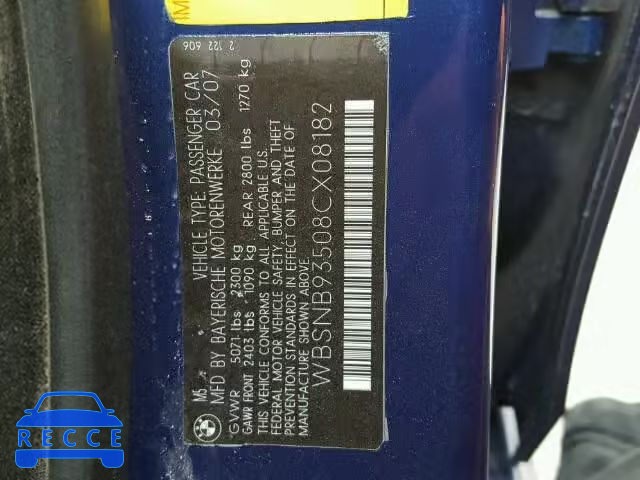 M5 VEHICLE TYPE: PASSENGER CAR 2 122 606
MFD BY BAYERISCHE MOTORENWERKE 03/07
GVWR 5071 lbs 2300 kg
GAWR FRONT 2403 lbs 1090 kg REAR 2800 lbs 1270 kg
THIS VEHICLE CONFORMS TO ALL APPLICABLE U.S.
FEDERAL MOTOR VEHICLE SAFETY, BUMPER AND THEFT
PREVENTION STANDARDS IN EFFECT ON THE DATE OF
MANUFACTURE SHOWN ABOVE.
WBSNB93508CX08182
BMW
RECCE